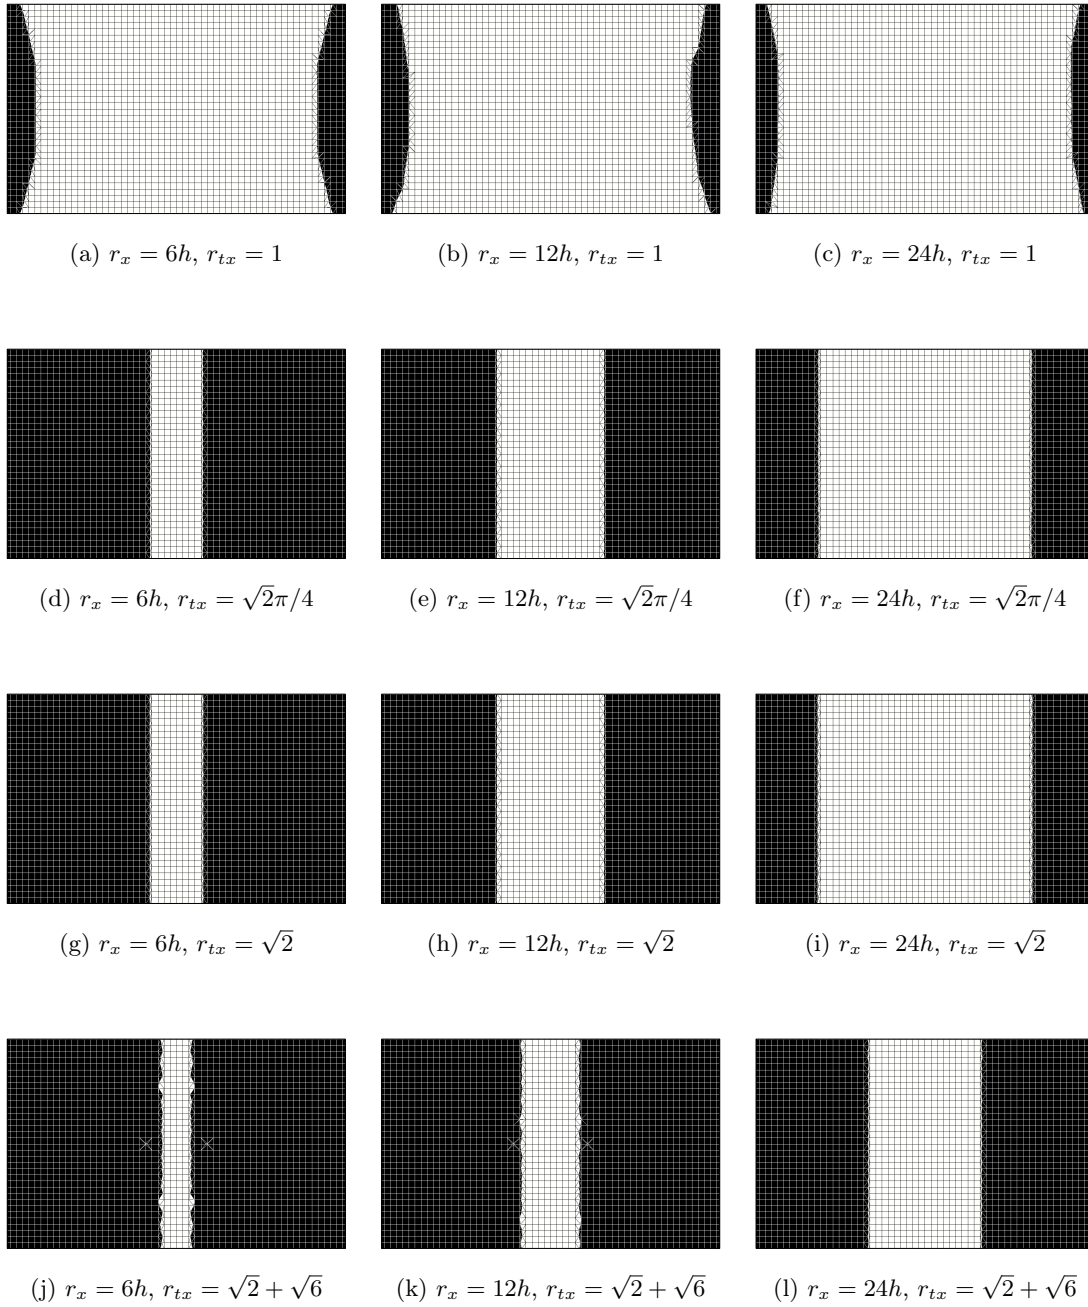 (a) $r_x = 6h$, $r_{tx} = 1$
(b) $r_x = 12h$, $r_{tx} = 1$
(c) $r_x = 24h$, $r_{tx} = 1$
(d) $r_x = 6h$, $r_{tx} = \sqrt{2}\pi/4$
(e) $r_x = 12h$, $r_{tx} = \sqrt{2}\pi/4$
(f) $r_x = 24h$, $r_{tx} = \sqrt{2}\pi/4$
(g) $r_x = 6h$, $r_{tx} = \sqrt{2}$
(h) $r_x = 12h$, $r_{tx} = \sqrt{2}$
(i) $r_x = 24h$, $r_{tx} = \sqrt{2}$
(j) $r_x = 6h$, $r_{tx} = \sqrt{2} + \sqrt{6}$
(k) $r_x = 12h$, $r_{tx} = \sqrt{2} + \sqrt{6}$
(l) $r_x = 24h$, $r_{tx} = \sqrt{2} + \sqrt{6}$